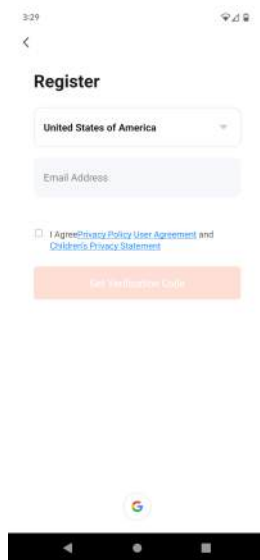 3:29
Register
United States of America
Email Address
I AgreePrivacy Policy User Agreement and
Children's Privacy Statement
Get Verification Code
G